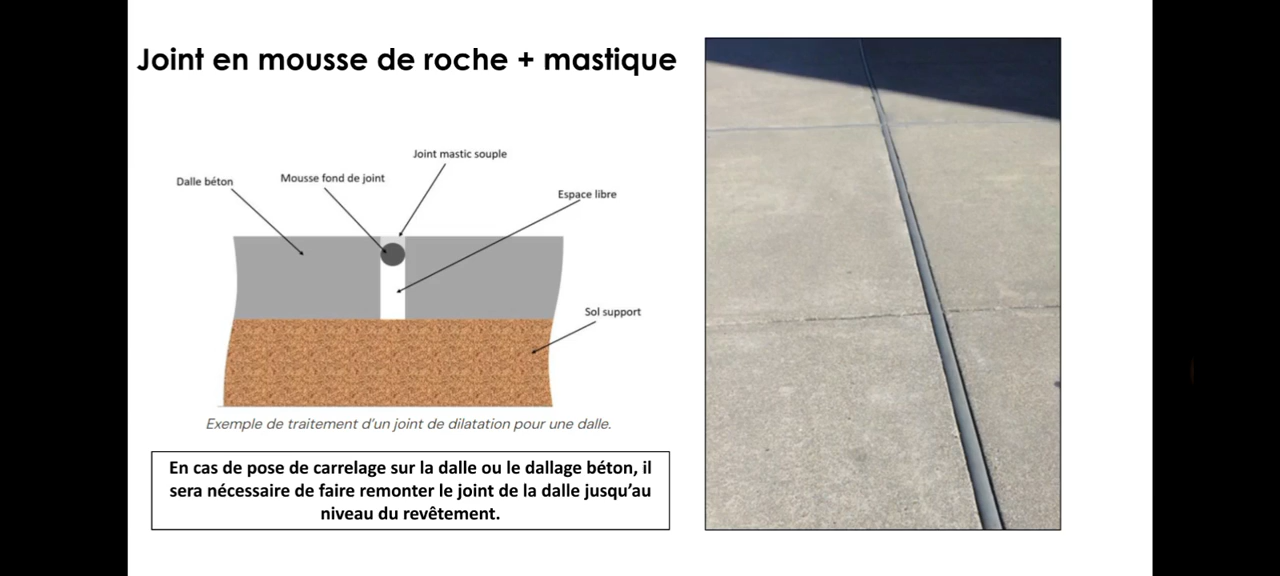 Joint en mousse de roche + mastique
Joint mastic souple
Mousse fond de joint
Dalle béton
Espace libre
Sol support
Exemple de traitement d'un joint de dilatation pour une dalle.
En cas de pose de carrelage sur la dalle ou le dallage béton, il
sera nécessaire de faire remonter le joint de la dalle jusqu'au
niveau du revêtement.